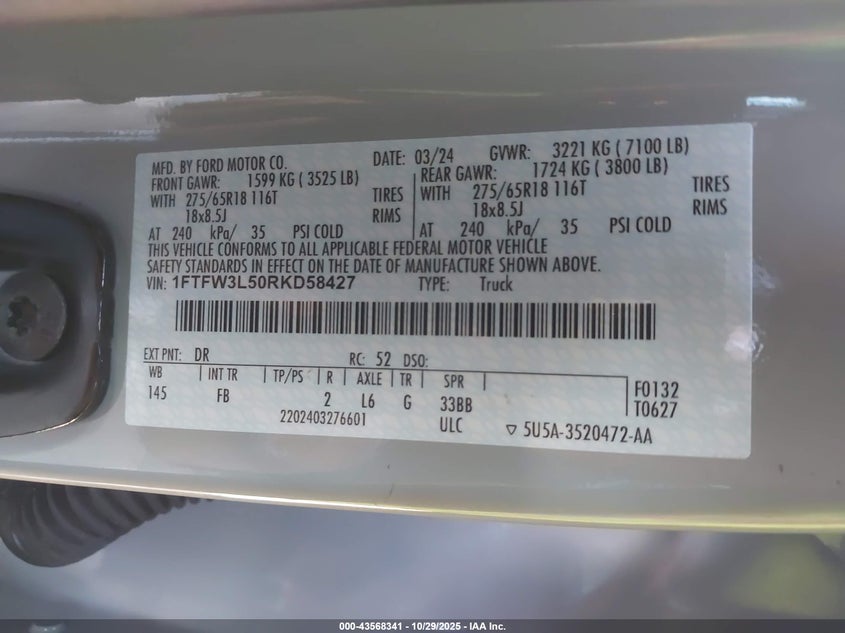 MFD. BY FORD MOTOR CO. DATE: 03/24 GVWR: 3221 KG ( 7100 LB)
FRONT GAWR: 1599 KG ( 3525 LB) REAR GAWR: 1724 KG ( 3800 LB)
WITH 275/65R18 116T TIRES WITH 275/65R18 116T TIRES
18x8.5J RIMS 18x8.5J RIMS
AT 240 kPa/ 35 PSI COLD AT 240 kPa/ 35 PSI COLD
THIS VEHICLE CONFORMS TO ALL APPLICABLE FEDERAL MOTOR VEHICLE
SAFETY STANDARDS IN EFFECT ON THE DATE OF MANUFACTURE SHOWN ABOVE.
VIN: 1FTFW3L50RKD58427 TYPE: Truck
EXT PNT: DR RC: 52 DSO:
WB INT TR TP/PS R AXLE TR SPR F0132
145 FB 2 L6 G 33BB T0627
2202403276601 ULC ▽ 5U5A-3520472-AA
000-43568341 | 10/29/2025 - IAA Inc.